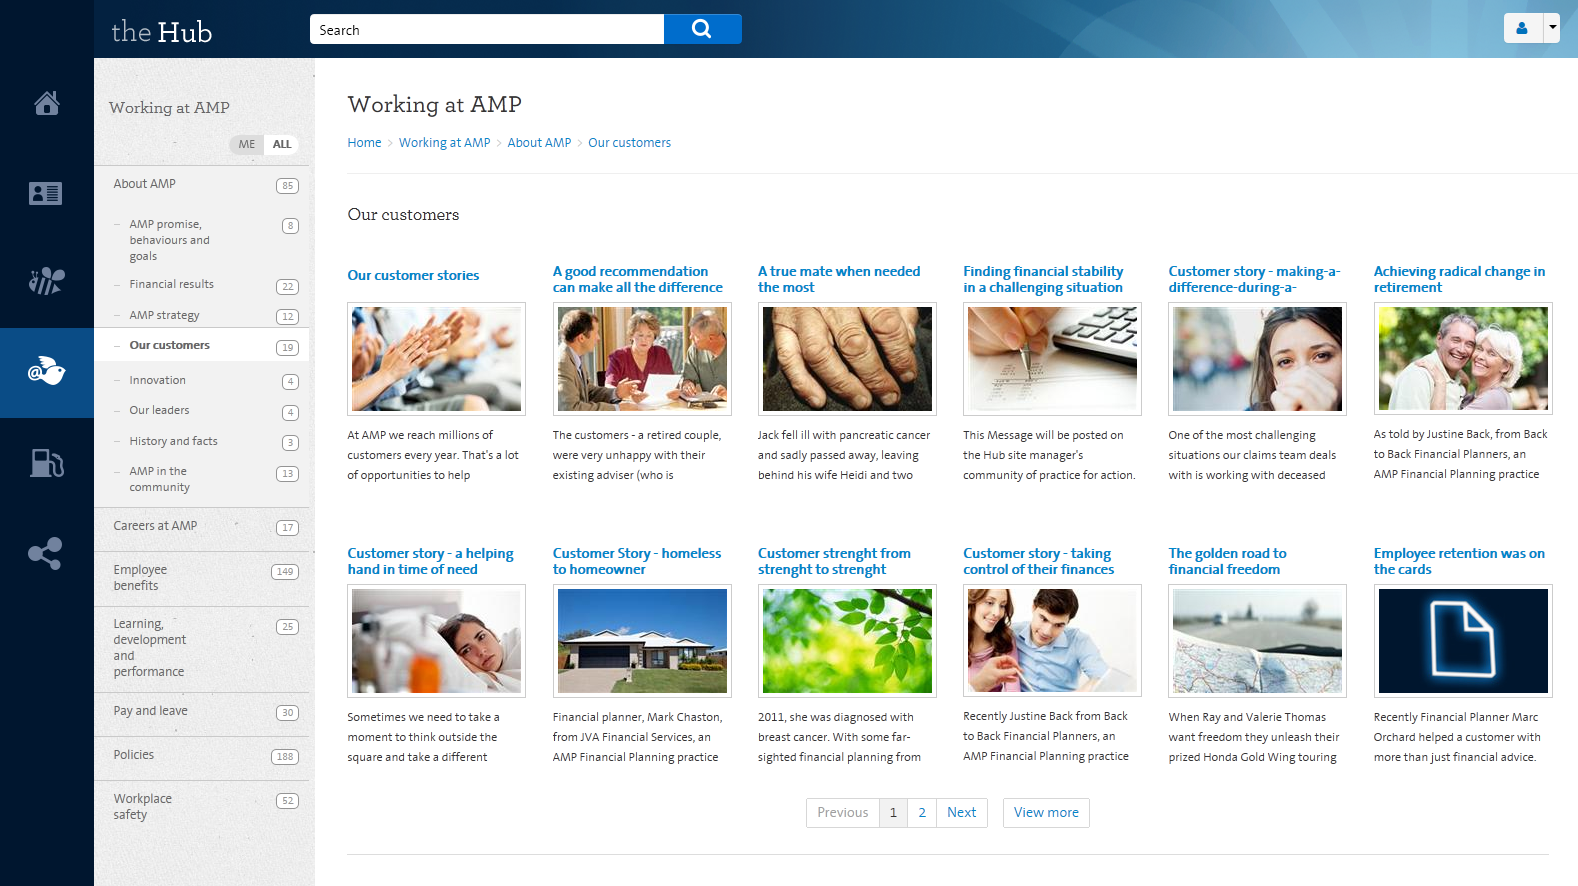 the Hub
Search
Working at AMP
ME ALL
About AMP 85
– AMP promise, 8
behaviours and
goals
– Financial results 22
– AMP strategy 12
– Our customers 19
– Innovation 4
– Our leaders 4
– History and facts 3
– AMP in the 13
community
Careers at AMP 17
Employee 149
benefits
Learning, 25
development
and
performance
Pay and leave 30
Policies 188
Workplace 52
safety
Working at AMP
Home > Working at AMP > About AMP > Our customers
Our customers
Our customer stories
At AMP we reach millions of
customers every year. That's a lot
of opportunities to help
A good recommendation
can make all the difference
The customers - a retired couple,
were very unhappy with their
existing adviser (who is
A true mate when needed
the most
Jack fell ill with pancreatic cancer
and sadly passed away, leaving
behind his wife Heidi and two
Finding financial stability
in a challenging situation
This Message will be posted on
the Hub site manager's
community of practice for action.
Customer story - making-a-
difference-during-a-
One of the most challenging
situations our claims team deals
with is working with deceased
Achieving radical change in
retirement
As told by Justine Back, from Back
to Back Financial Planners, an
AMP Financial Planning practice
Customer story - a helping
hand in time of need
Sometimes we need to take a
moment to think outside the
square and take a different
Customer Story - homeless
to homeowner
Financial planner, Mark Chaston,
from JVA Financial Services, an
AMP Financial Planning practice
Customer strenght from
strenght to strenght
2011, she was diagnosed with
breast cancer. With some far-
sighted financial planning from
Customer story - taking
control of their finances
Recently Justine Back from Back
to Back Financial Planners, an
AMP Financial Planning practice
The golden road to
financial freedom
When Ray and Valerie Thomas
want freedom they unleash their
prized Honda Gold Wing touring
Employee retention was on
the cards
Recently Financial Planner Marc
Orchard helped a customer with
more than just financial advice.
Previous 1 2 Next View more